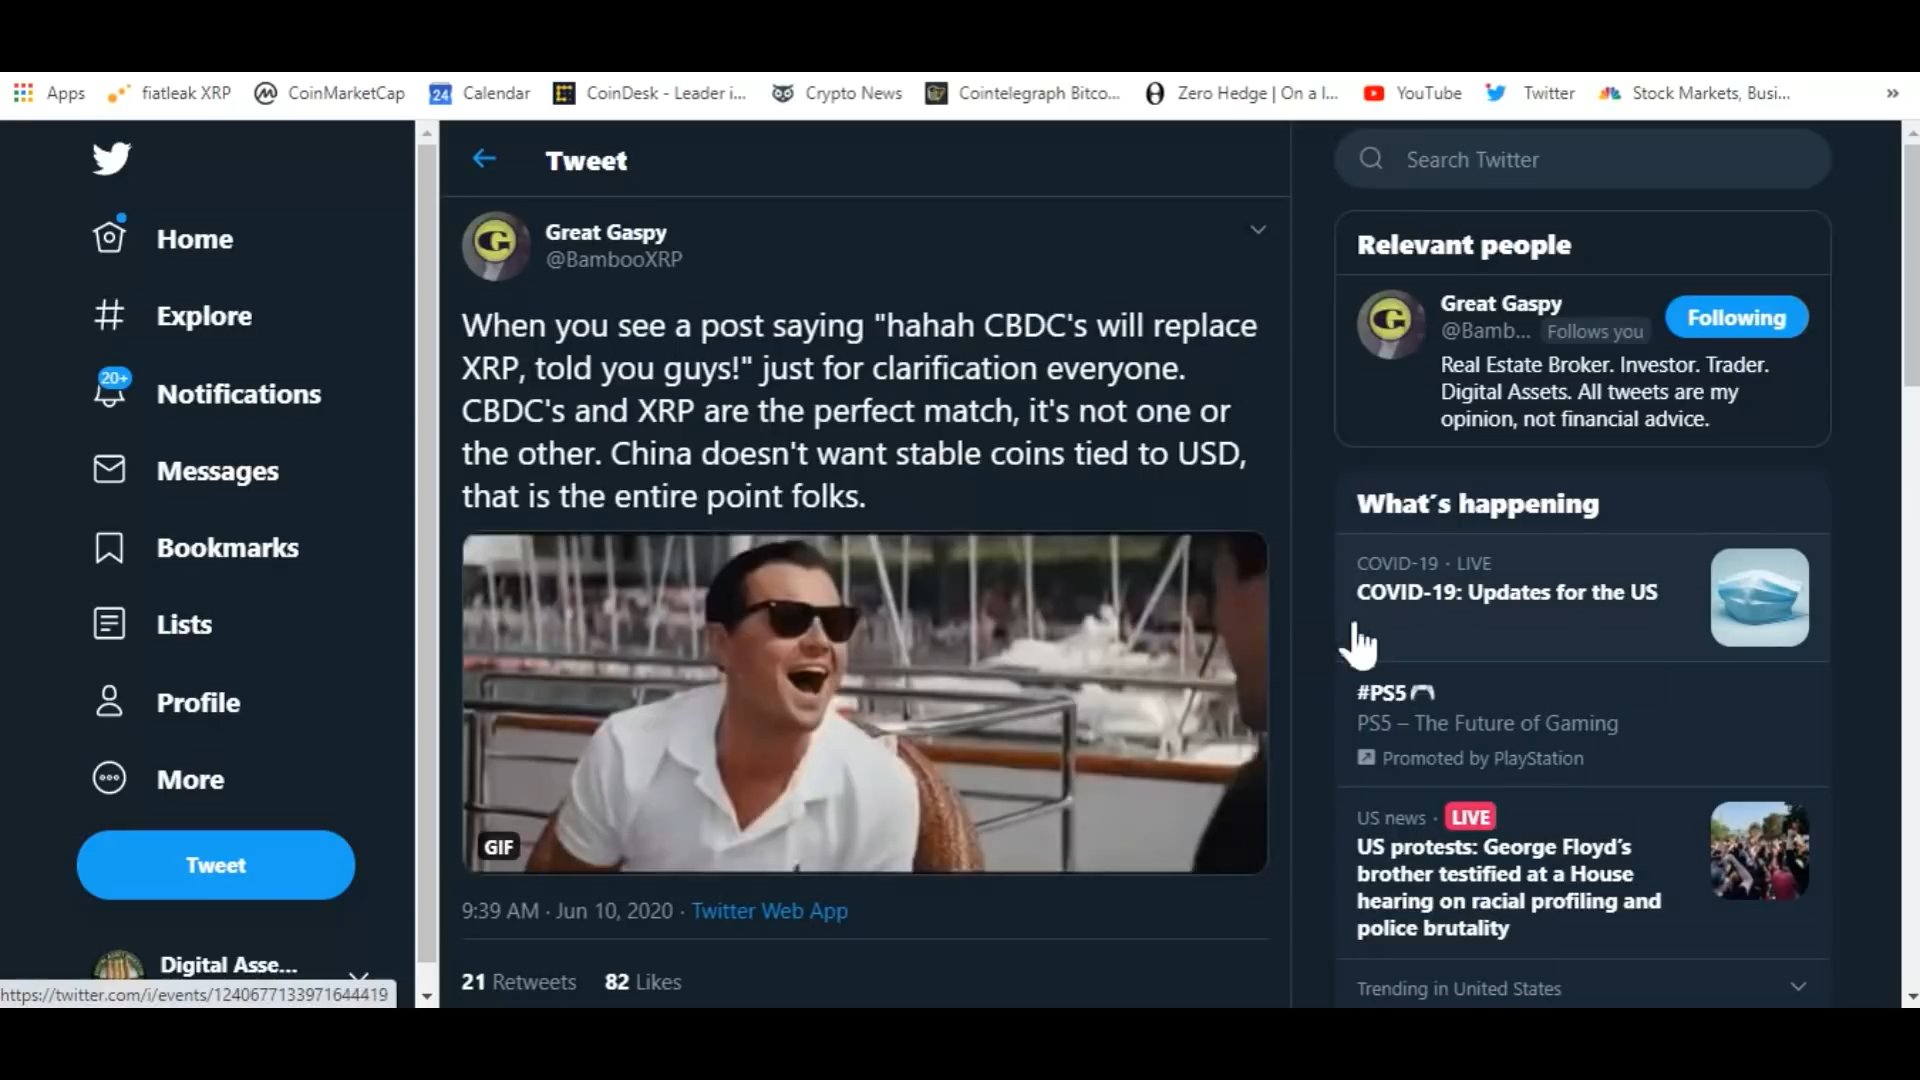 Apps
fiatleak XRP
CoinMarketCap
24
Calendar
CoinDesk - Leader i...
Crypto News
Cointelegraph Bitco...
Zero Hedge | On a l...
YouTube
Twitter
Stock Markets, Busi...
»
Home
Explore
20+
Notifications
Messages
Bookmarks
Lists
Profile
More
Tweet
Digital Asse...
https://twitter.com/i/events/1240677133971644419
Tweet
Great Gaspy
@BambooXRP
When you see a post saying "hahah CBDC's will replace
XRP, told you guys!" just for clarification everyone.
CBDC's and XRP are the perfect match, it's not one or
the other. China doesn't want stable coins tied to USD,
that is the entire point folks.
GIF
9:39 AM · Jun 10, 2020 · Twitter Web App
21 Retweets 82 Likes
Search Twitter
Relevant people
Great Gaspy
@Bamb... Follows you
Following
Real Estate Broker. Investor. Trader.
Digital Assets. All tweets are my
opinion, not financial advice.
What's happening
COVID-19 · LIVE
COVID-19: Updates for the US
#PS5
PS5 – The Future of Gaming
Promoted by PlayStation
US news · LIVE
US protests: George Floyd's
brother testified at a House
hearing on racial profiling and
police brutality
Trending in United States